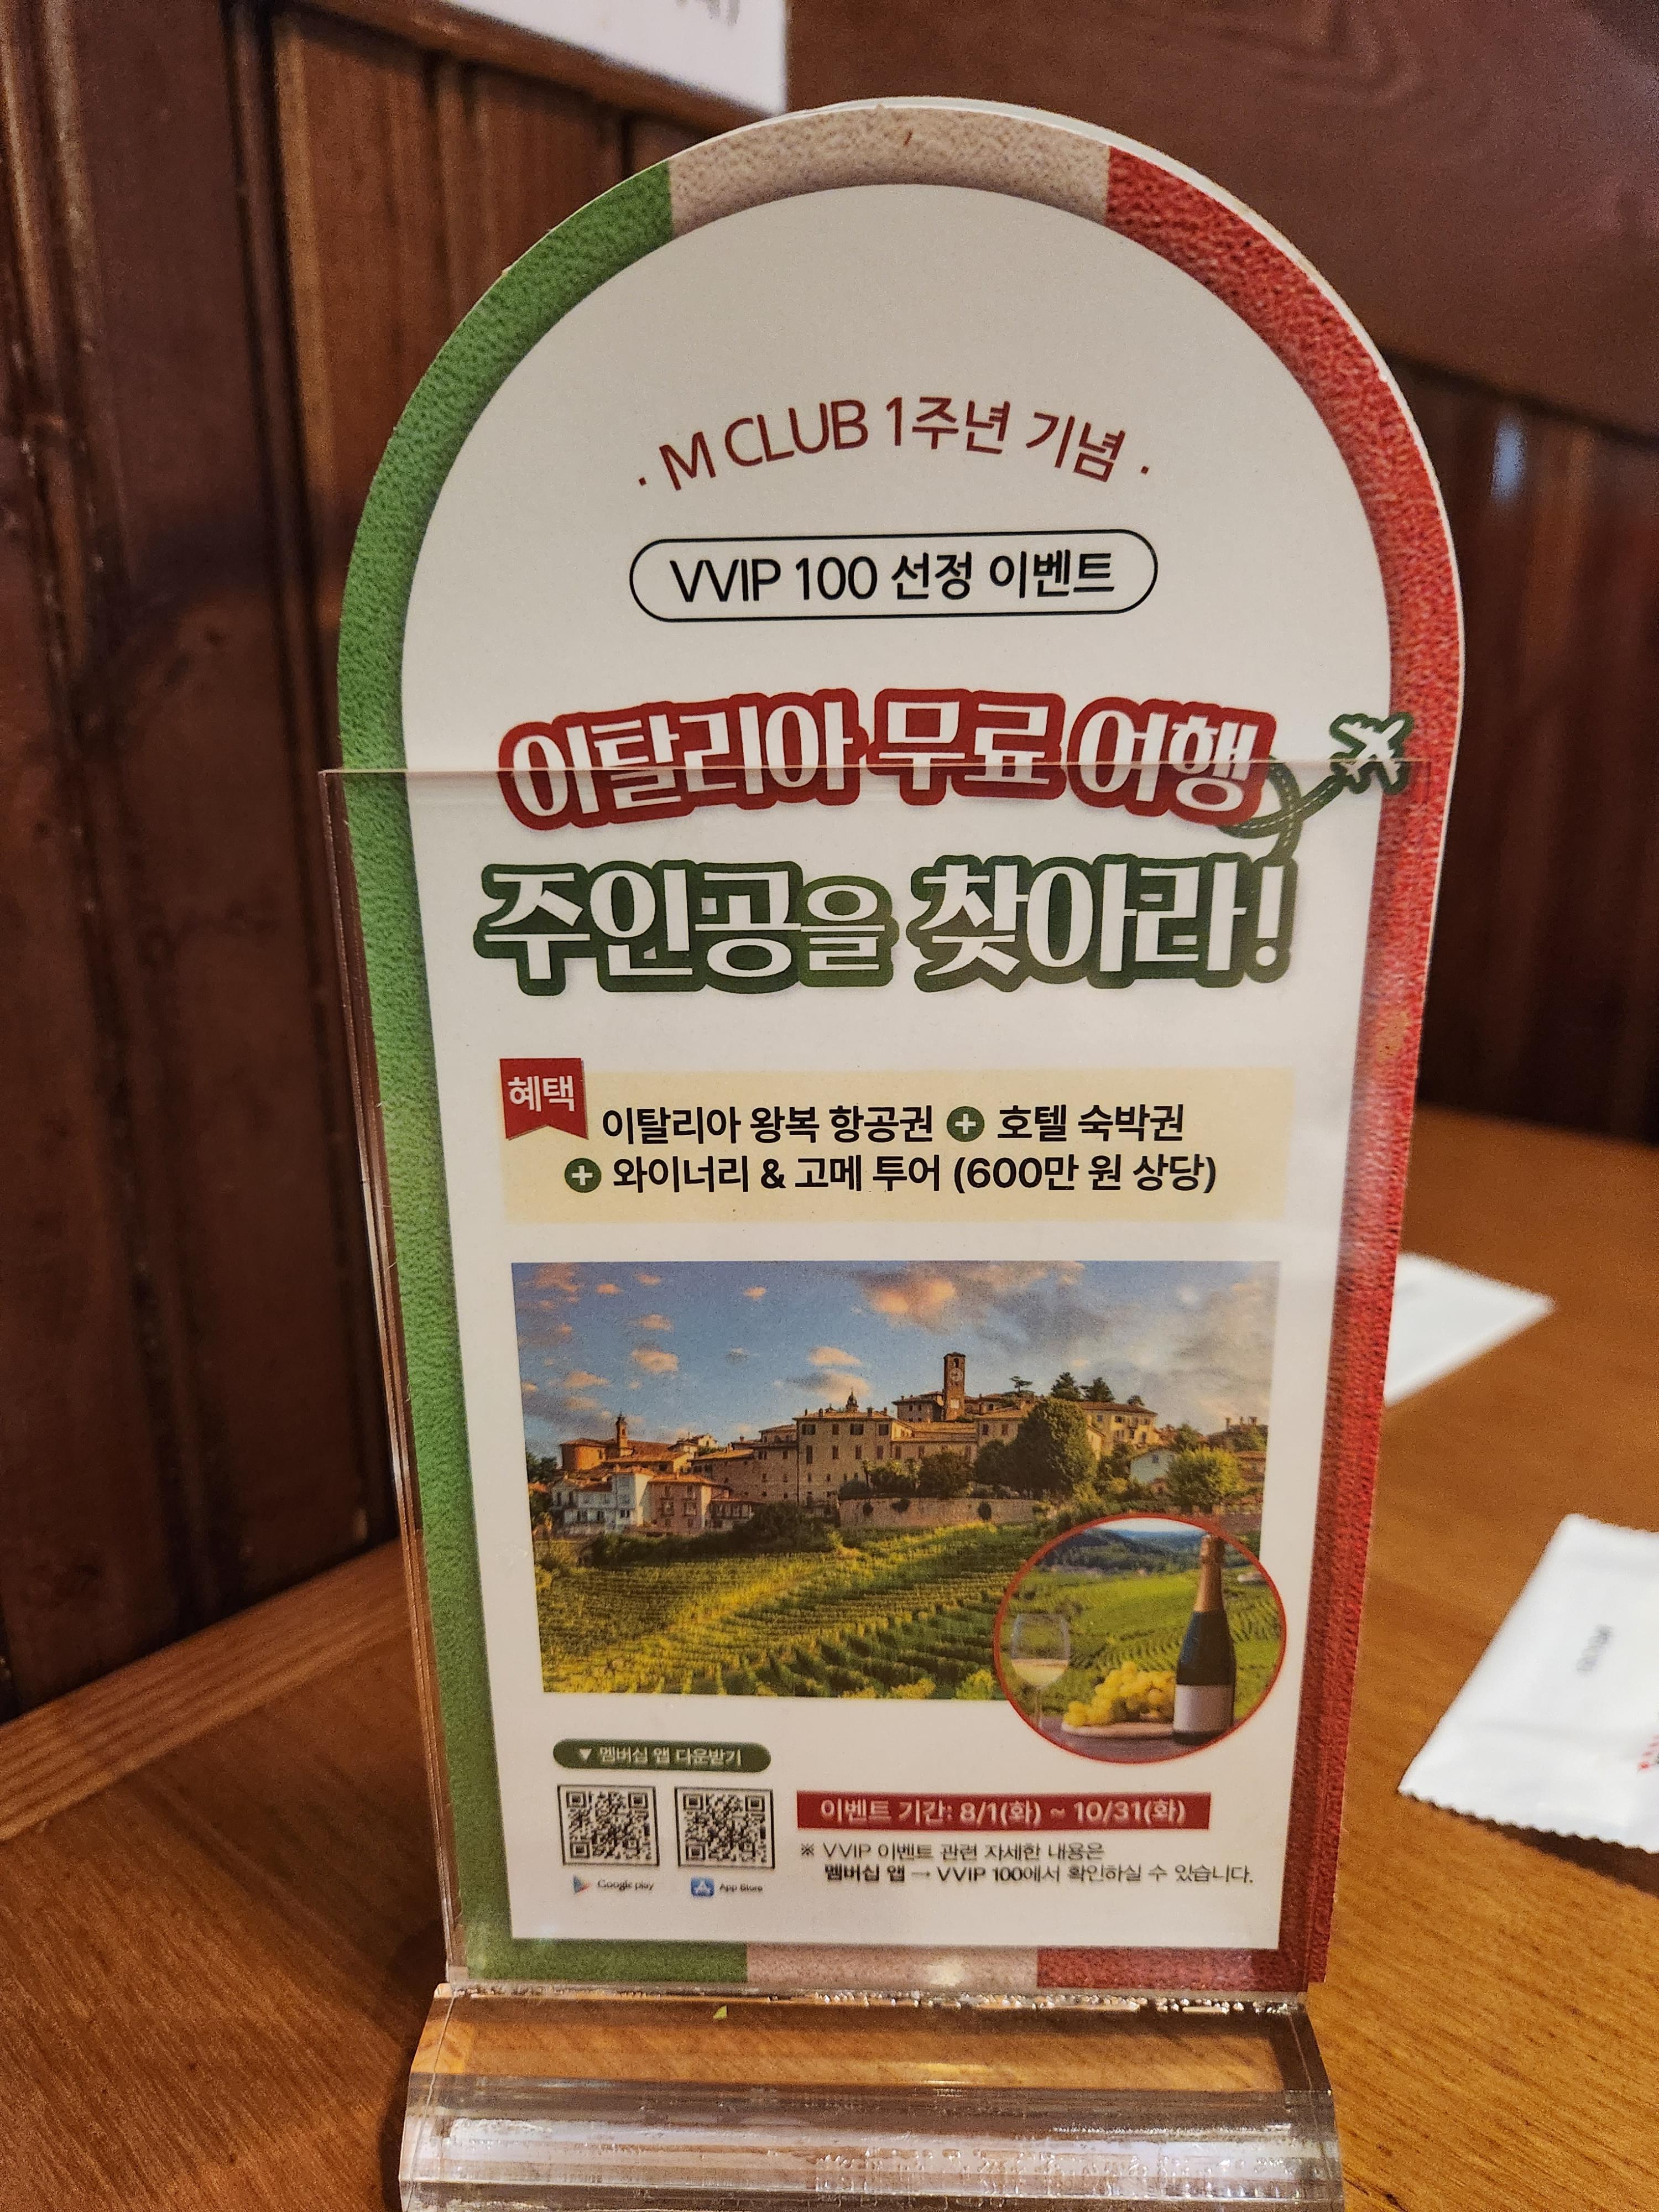 · M CLUB 1주년 기념 ·
VVIP 100 선정 이벤트
이탈리아 무료 여행
주인공을 찾아라!
혜택
이탈리아 왕복 항공권 + 호텔 숙박권
+ 와이너리 & 고메 투어 (600만 원 상당)
▼ 멤버십 앱 다운받기
Google play
App Store
이벤트 기간: 8/1(화) ~ 10/31(화)
※ VVIP 이벤트 관련 자세한 내용은
멤버십 앱 → VVIP 100에서 확인하실 수 있습니다.